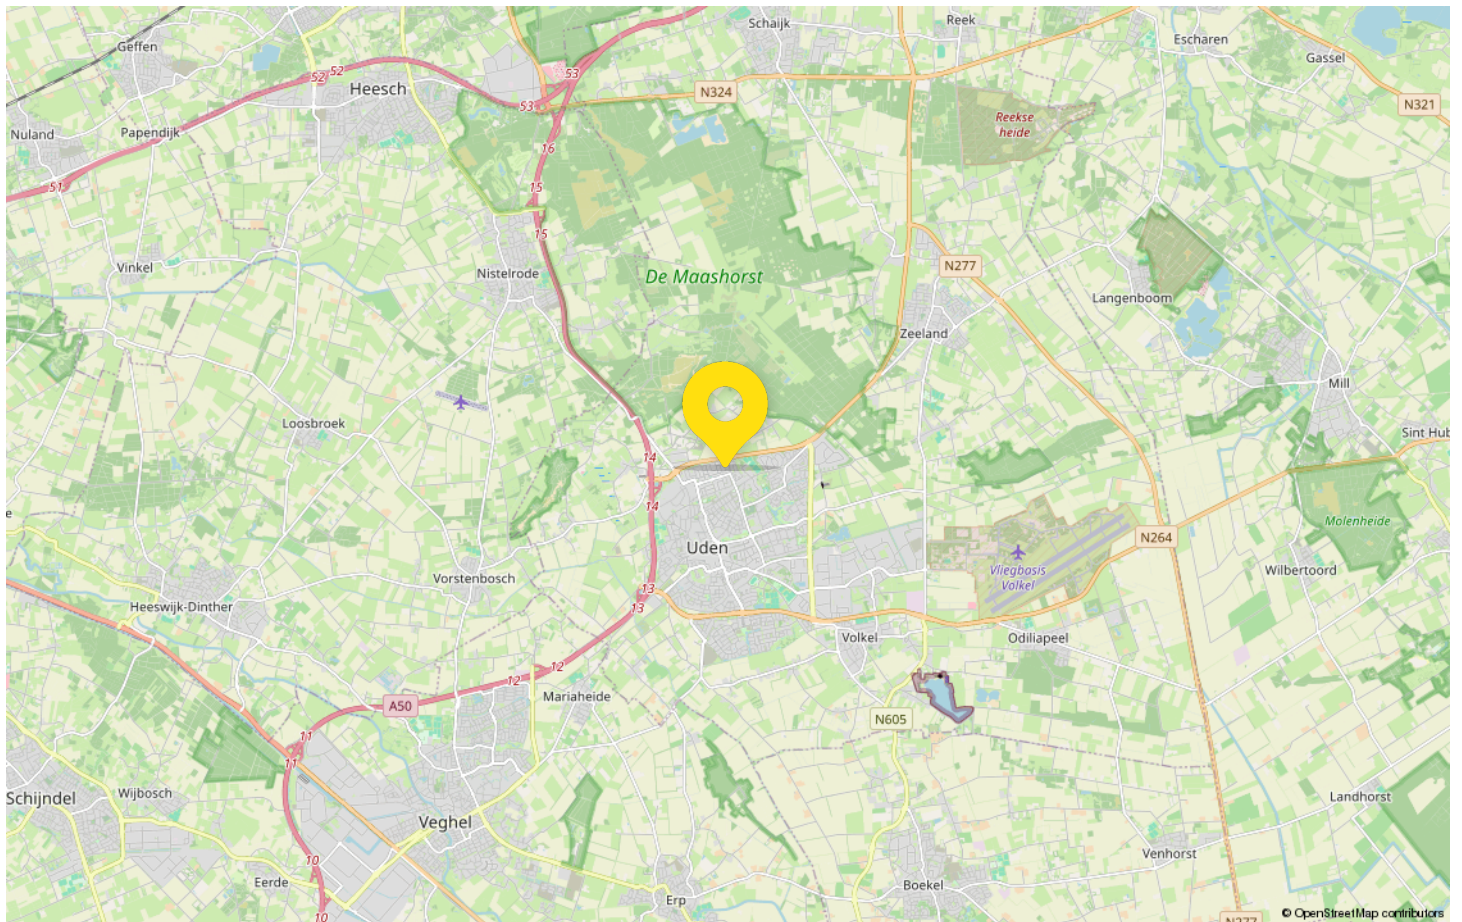 Schaijk
Reek
Escharen
Geffen
Gassel
52
52
53
Heesch
N324
N321
53
Reekse
heide
Nuland
Papendijk
16
51
15
15
Vinkel
Nistelrode
De Maashorst
N277
Langenboom
Zeeland
Mill
Loosbroek
Sint Hub
14
14
e
Molenheide
N264
Uden
Vliegbasis
Volkel
Wilbertoord
Vorstenbosch
13
13
Heeswijk-Dinther
Volkel
Odiliapeel
12
12
Mariaheide
A50
N605
11
11
Schijndel
Wijbosch
Landhorst
Veghel
Venhorst
10
Eerde
Boekel
Erp
10
N277
© OpenStreetMap contributors